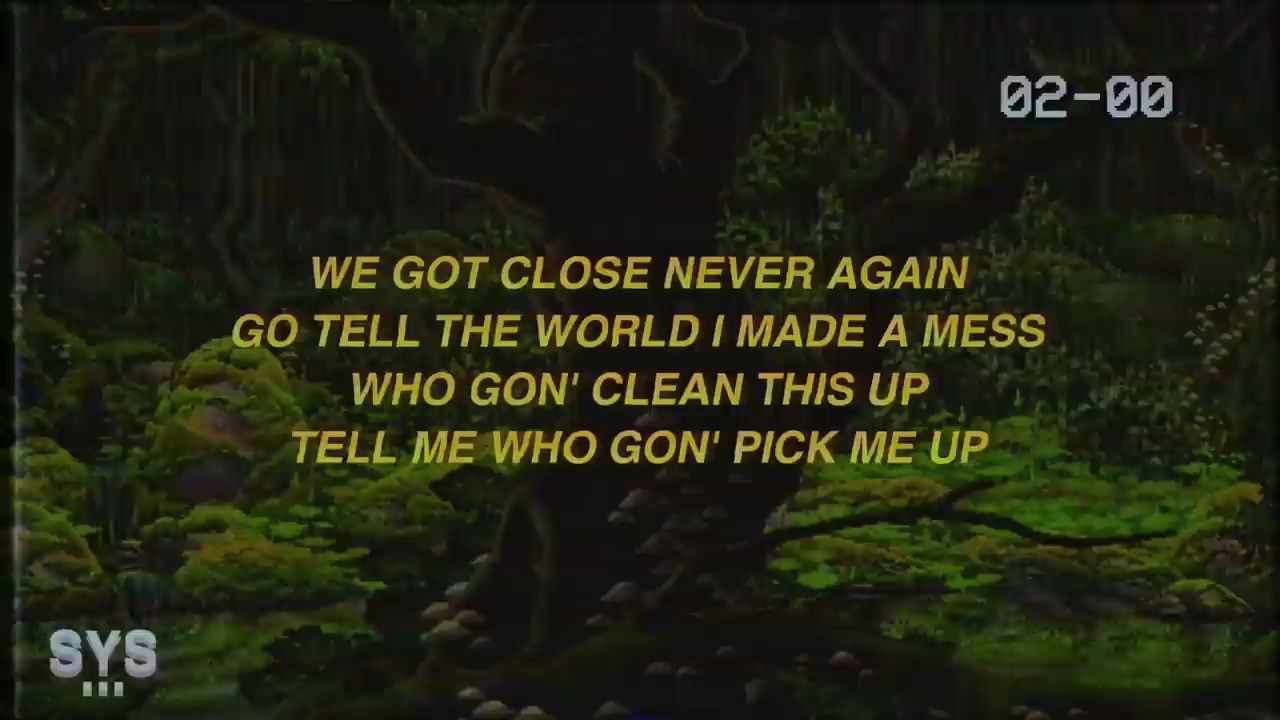 02-00
WE GOT CLOSE NEVER AGAIN
GO TELL THE WORLD I MADE A MESS
WHO GON' CLEAN THIS UP
TELL ME WHO GON' PICK ME UP
SYS